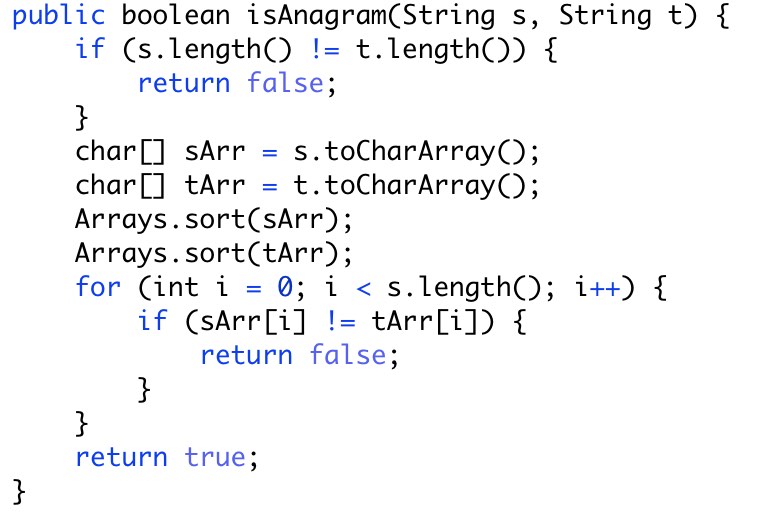 public boolean isAnagram(String s, String t) {
    if (s.length() != t.length()) {
        return false;
    }
    char[] sArr = s.toCharArray();
    char[] tArr = t.toCharArray();
    Arrays.sort(sArr);
    Arrays.sort(tArr);
    for (int i = 0; i < s.length(); i++) {
        if (sArr[i] != tArr[i]) {
            return false;
        }
    }
    return true;
}